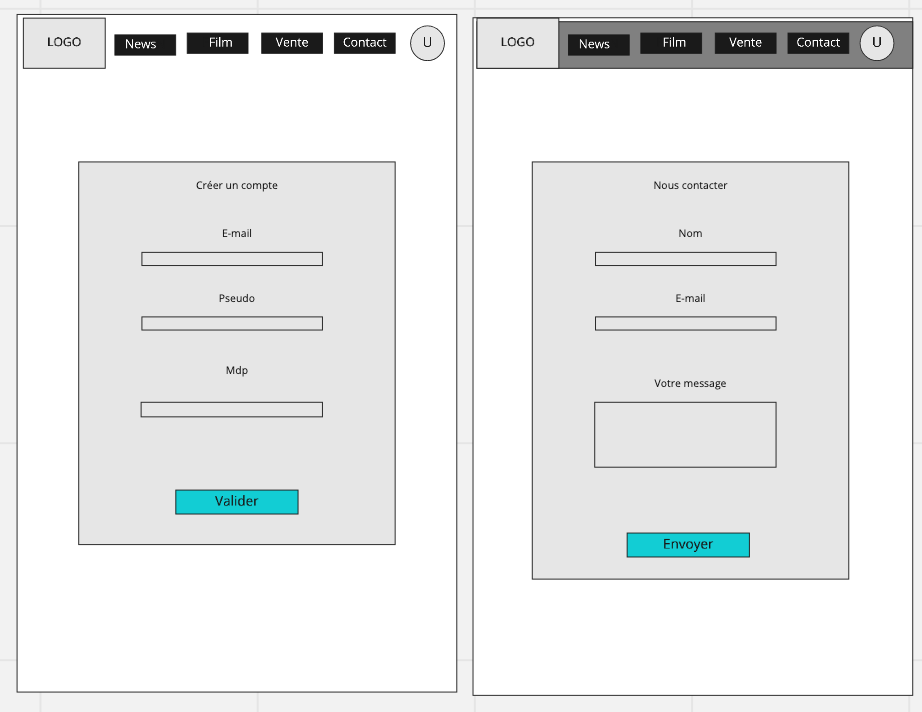 LOGO
News
Film
Vente
Contact
U
Créer un compte
E-mail
Pseudo
Mdp
Valider
LOGO
News
Film
Vente
Contact
U
Nous contacter
Nom
E-mail
Votre message
Envoyer